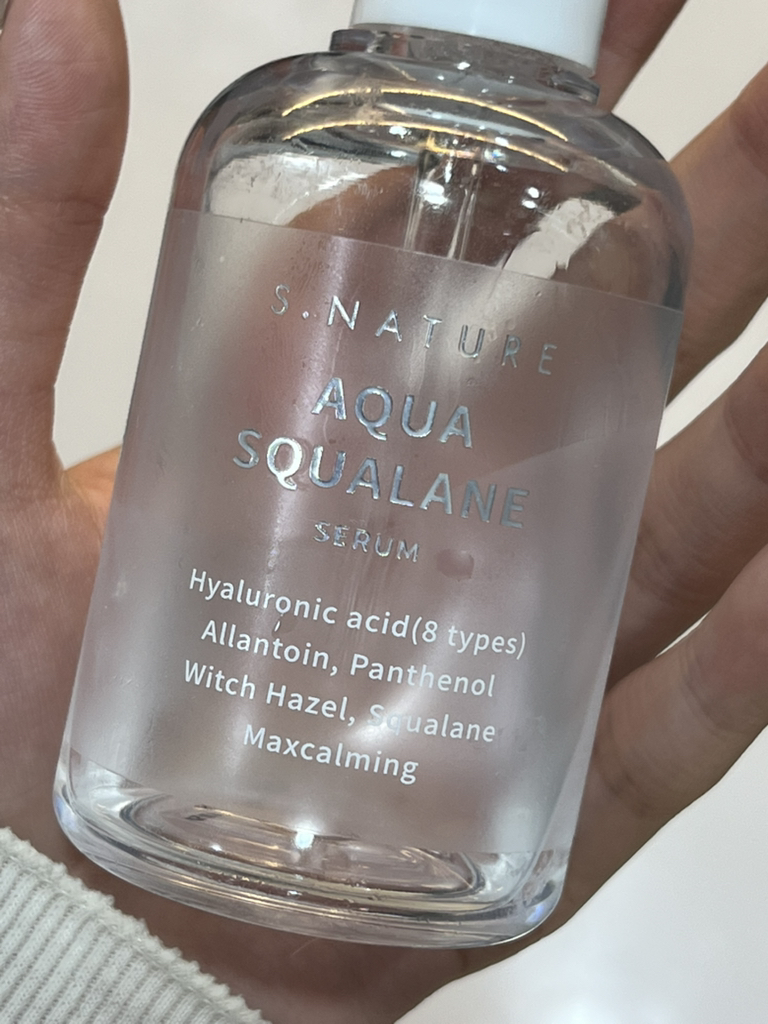 S.NATURE
AQUA
SQUALANE
SERUM
Hyaluronic acid(8 types)
Allantoin, Panthenol
Witch Hazel, Squalane
Maxcalming